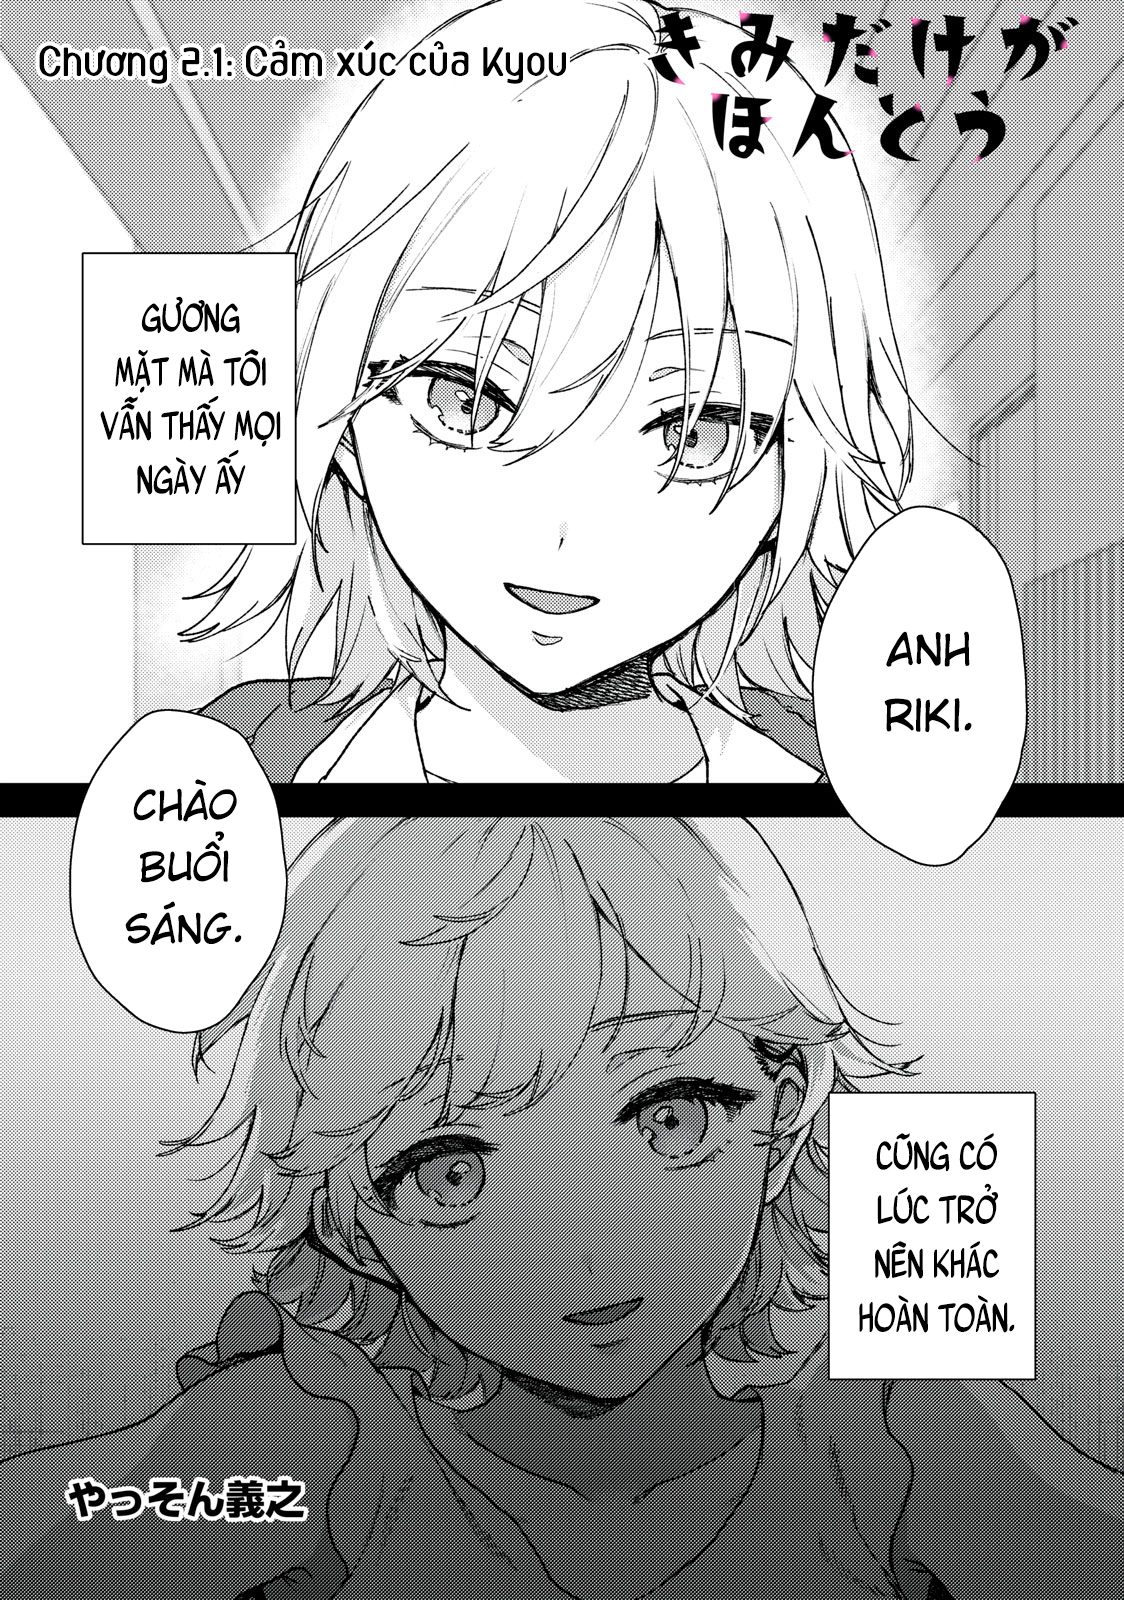 Chương 2.1: Cảm xúc của Kyou
きみだけが
ほんとう
GƯƠNG
MẶT MÀ TÔI
VẪN THẤY MỌI
NGÀY ẤY
ANH
RIKI.
CHÀO
BUỔI
SÁNG.
CŨNG CÓ
LÚC TRỞ
NÊN KHÁC
HOÀN TOÀN.
やっそん義之